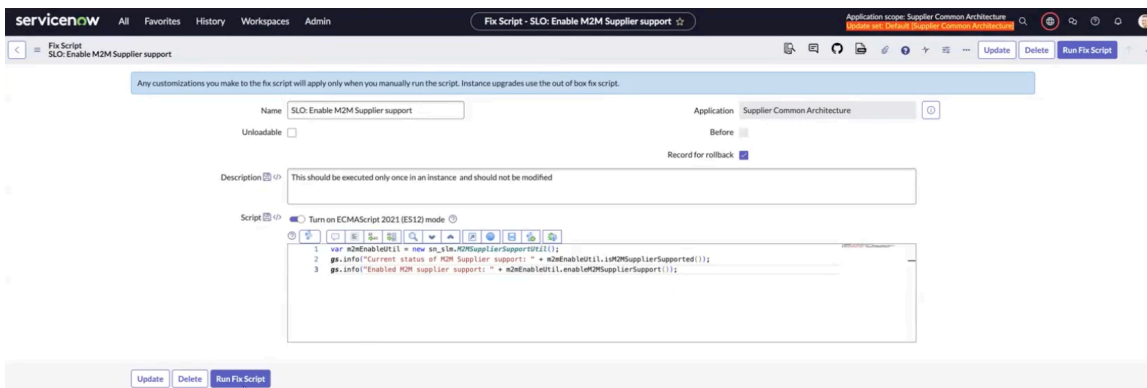 servicenow All Favorites History Workspaces Admin Fix Script - SLO: Enable M2M Supplier support Application scope: Supplier Common Architecture
Update set: Default [Supplier Common Architecture]
Fix Script
SLO: Enable M2M Supplier support
Update Delete Run Fix Script
Any customizations you make to the fix script will apply only when you manually run the script. Instance upgrades use the out of box fix script.
Name SLO: Enable M2M Supplier support Application Supplier Common Architecture
Unloadable Before
Record for rollback
Description This should be executed only once in an instance and should not be modified
Script Turn on ECMAScript 2021 (ES12) mode
1 var m2mEnableUtil = new sn_slm.M2MSupplierSupportUtil();
2 gs.info("Current status of M2M Supplier support: " + m2mEnableUtil.isM2MSupplierSupported());
3 gs.info("Enabled M2M supplier support: " + m2mEnableUtil.enableM2MSupplierSupport());
Update Delete Run Fix Script